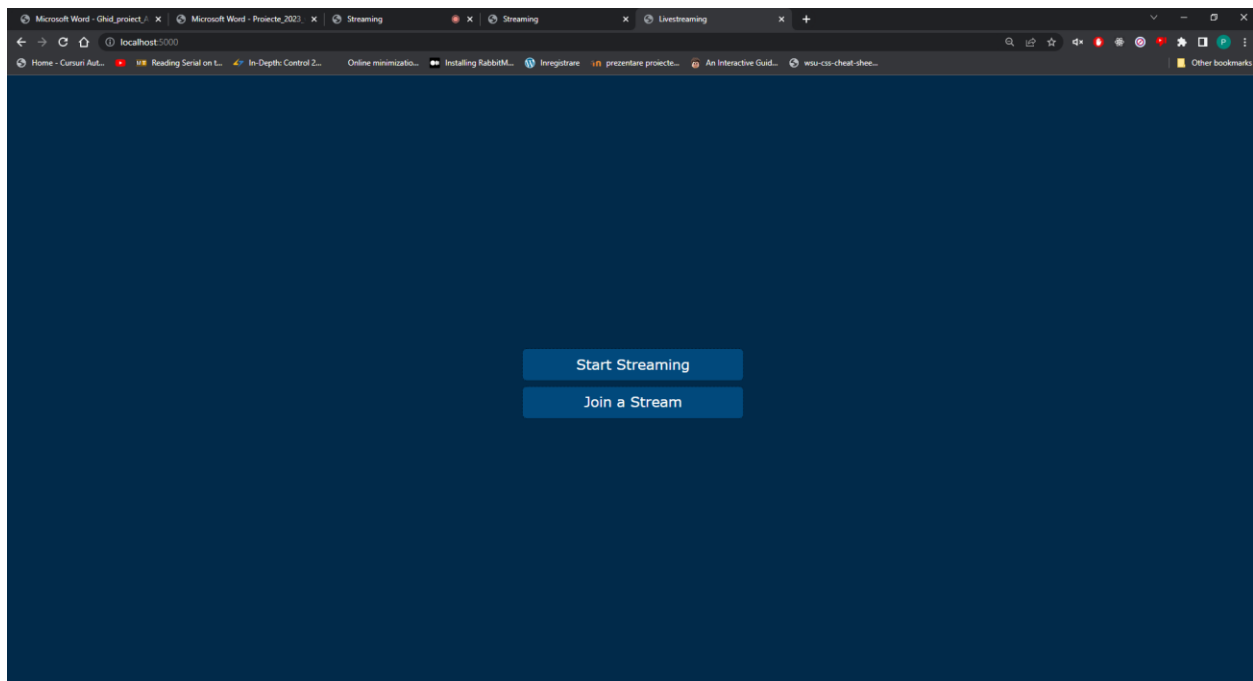 Microsoft Word - Ghid_proiect_A Microsoft Word - Proiecte_2023_ Streaming Streaming Livestreaming
localhost:5000
Home - Cursuri Aut... Reading Serial on t... In-Depth: Control 2... Online minimizatio... Installing RabbitM... Inregistrare prezentare proiecte... An Interactive Guid... wsu-css-cheat-shee... Other bookmarks
Start Streaming
Join a Stream